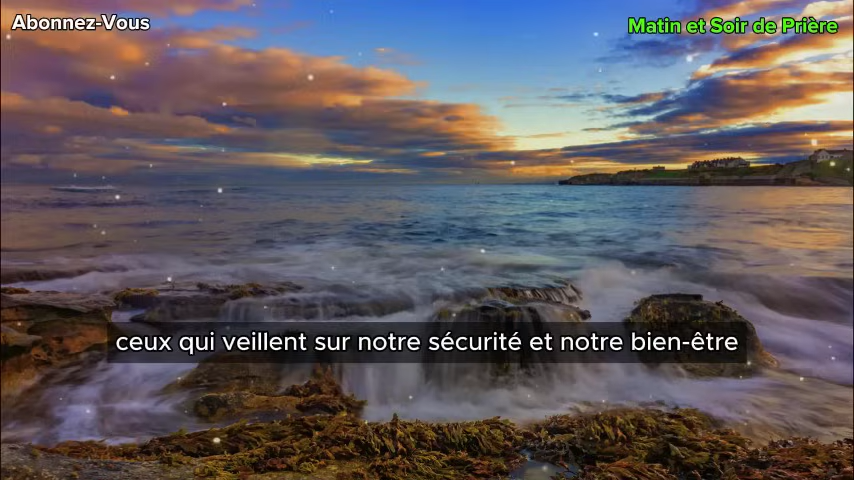 Abonnez-Vous
Matin et Soir de Prière
ceux qui veillent sur notre sécurité et notre bien-être